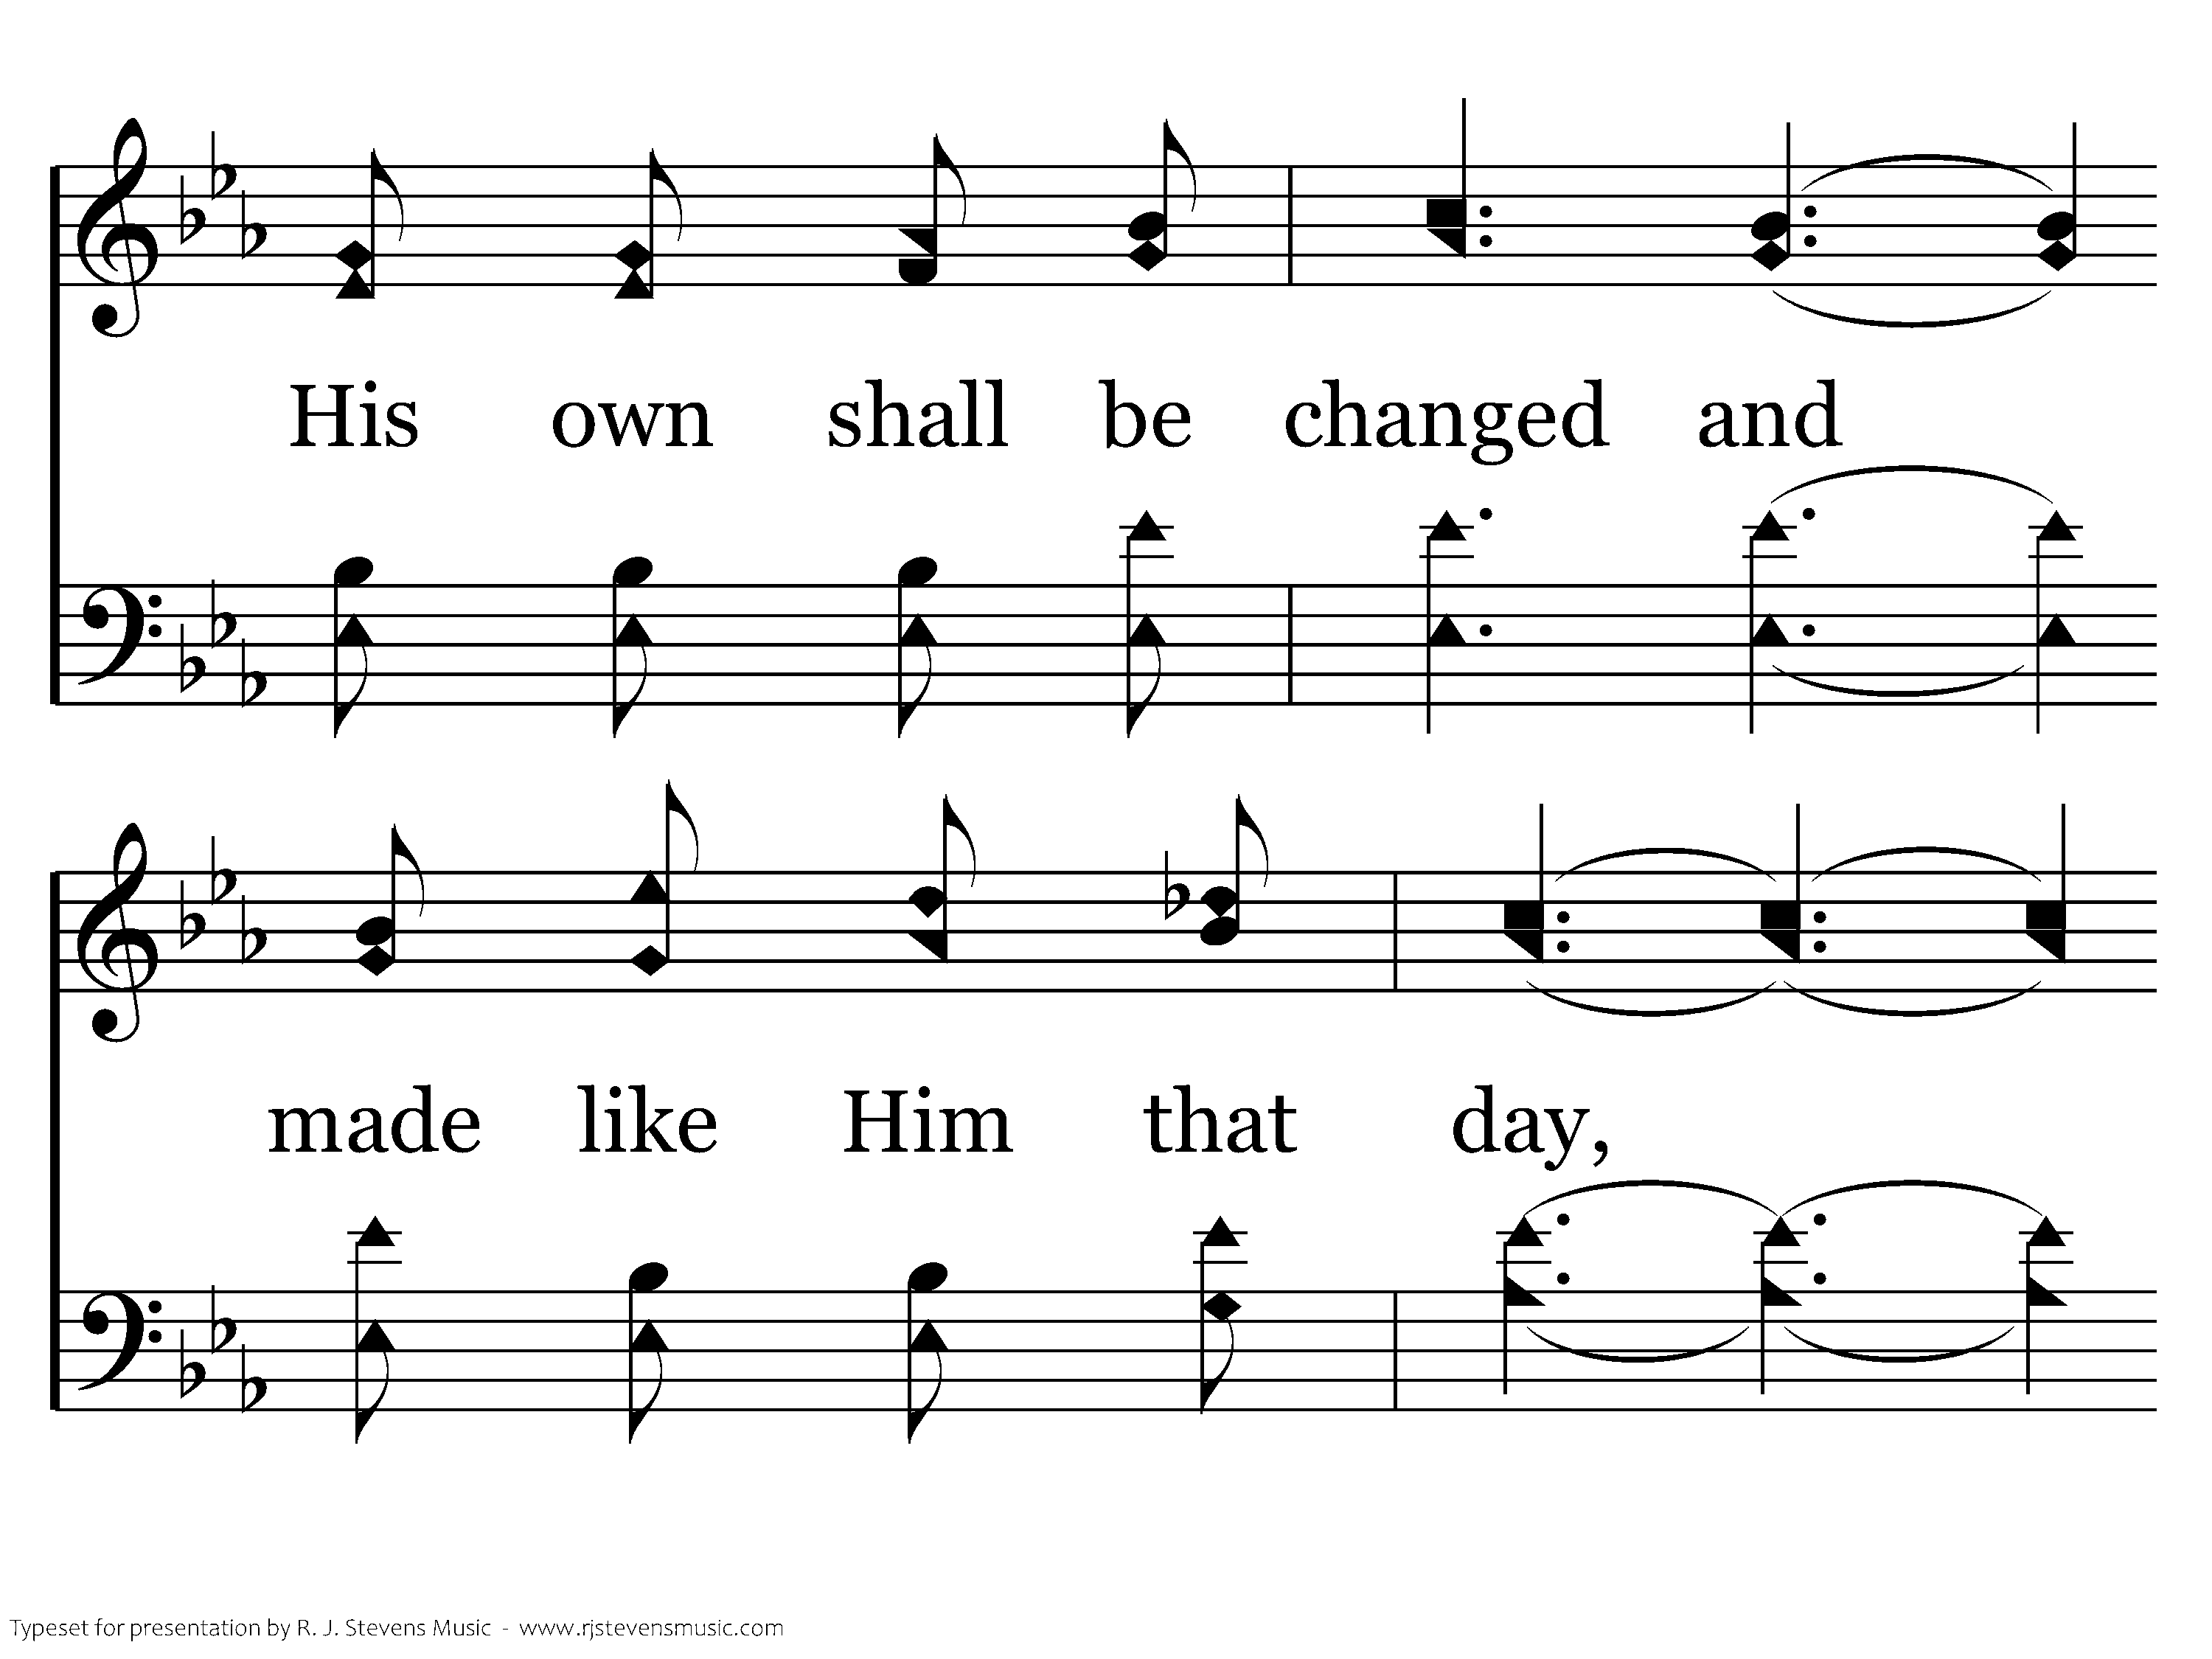 His own shall be changed and
made like Him that day,
Typeset for presentation by R. J. Stevens Music - www.rjstevensmusic.com